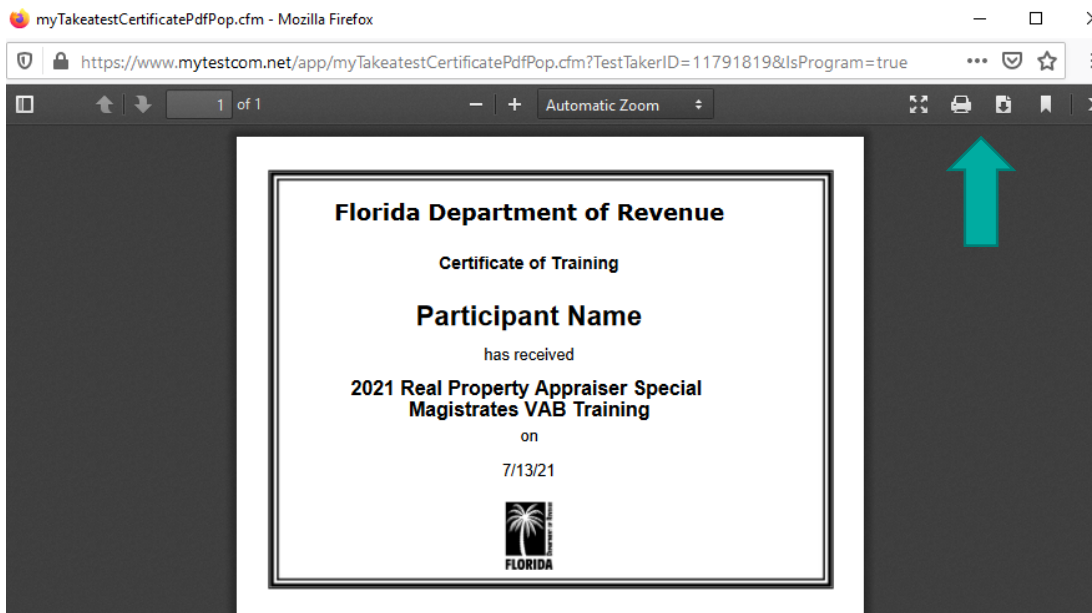 myTakeatestCertificatePdfPop.cfm - Mozilla Firefox
https://www.mytestcom.net/app/myTakeatestCertificatePdfPop.cfm?TestTakerID=11791819&IsProgram=true
1 of 1
Automatic Zoom
Florida Department of Revenue
Certificate of Training
Participant Name
has received
2021 Real Property Appraiser Special
Magistrates VAB Training
on
7/13/21
FLORIDA